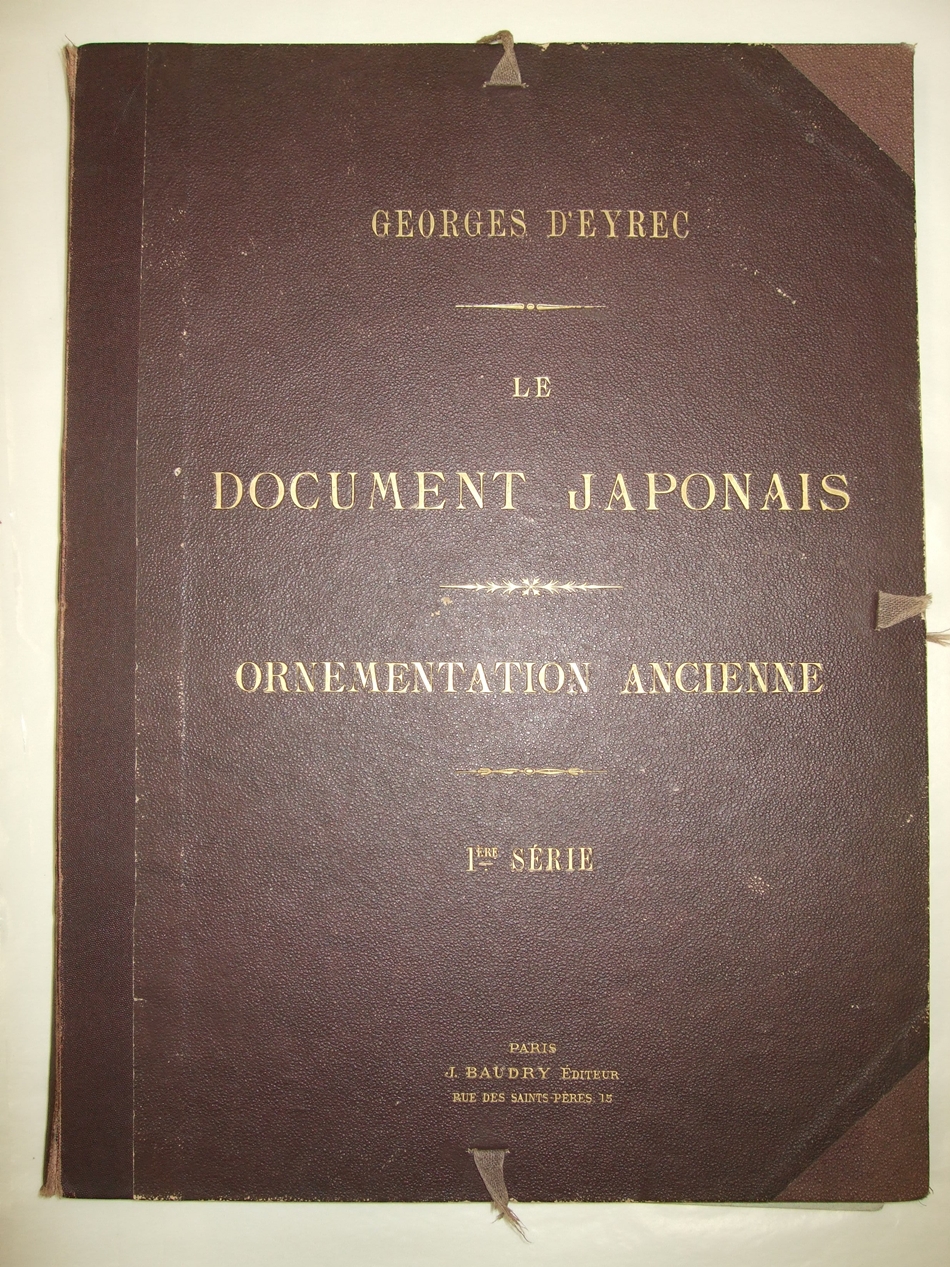 GEORGES D'EYREC
LE
DOCUMENT JAPONAIS
ORNEMENTATION ANCIENNE
1ÈRE SÉRIE
PARIS
J. BAUDRY ÉDITEUR
RUE DES SAINTS-PÈRES, 15